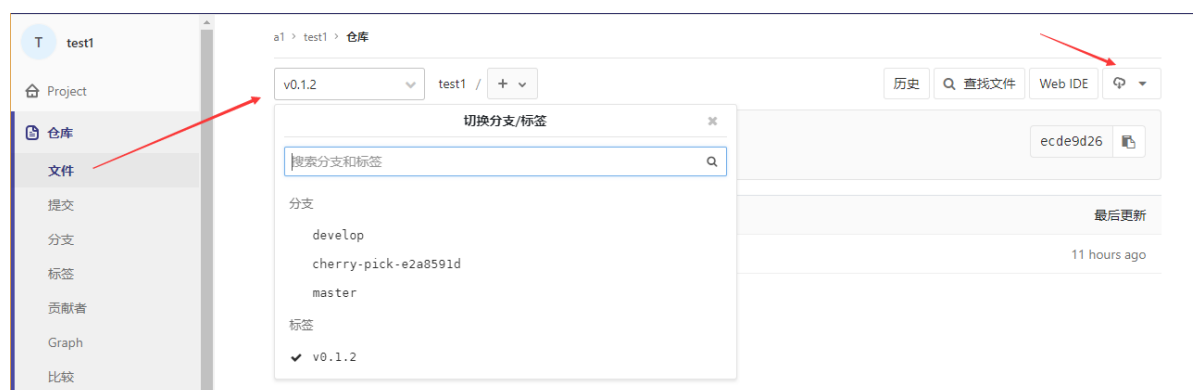 T test1
Project
仓库
文件
提交
分支
标签
贡献者
Graph
比较
a1 > test1 > 仓库
v0.1.2 test1 / +
历史 查找文件 Web IDE
切换分支/标签
搜索分支和标签
分支
develop
cherry-pick-e2a8591d
master
标签
v0.1.2
ecde9d26
最后更新
11 hours ago